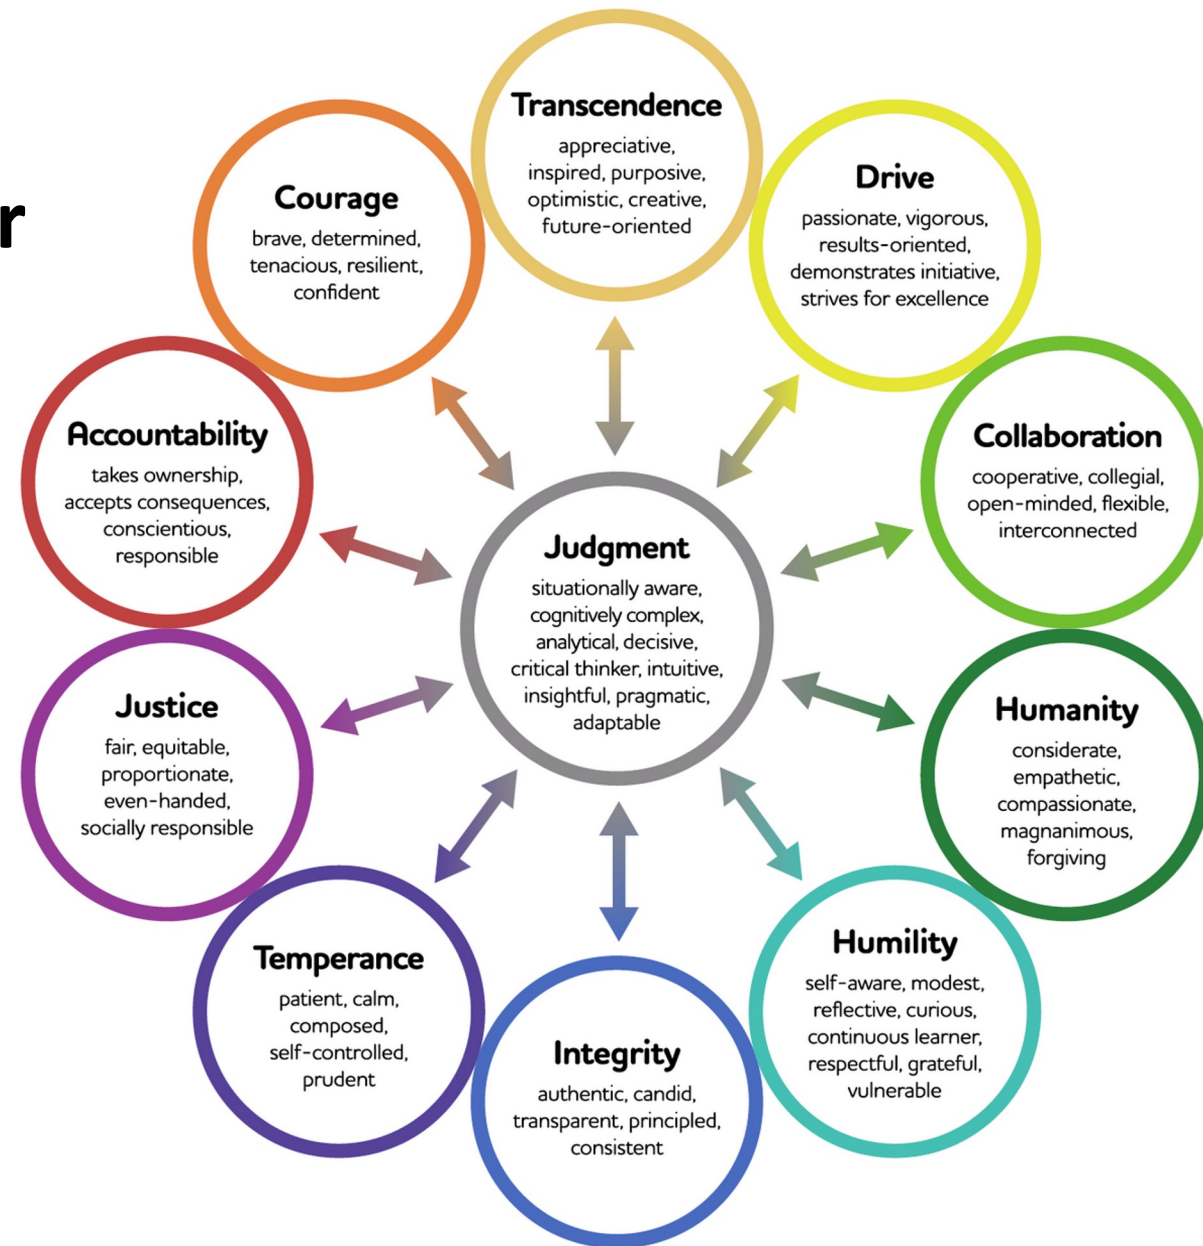 r
Transcendence
appreciative,
inspired, purposive,
optimistic, creative,
future-oriented
Drive
passionate, vigorous,
results-oriented,
demonstrates initiative,
strives for excellence
Collaboration
cooperative, collegial,
open-minded, flexible,
interconnected
Humanity
considerate,
empathetic,
compassionate,
magnanimous,
forgiving
Humility
self-aware, modest,
reflective, curious,
continuous learner,
respectful, grateful,
vulnerable
Integrity
authentic, candid,
transparent, principled,
consistent
Temperance
patient, calm,
composed,
self-controlled,
prudent
Justice
fair, equitable,
proportionate,
even-handed,
socially responsible
Accountability
takes ownership,
accepts consequences,
conscientious,
responsible
Courage
brave, determined,
tenacious, resilient,
confident
Judgment
situationally aware,
cognitively complex,
analytical, decisive,
critical thinker, intuitive,
insightful, pragmatic,
adaptable